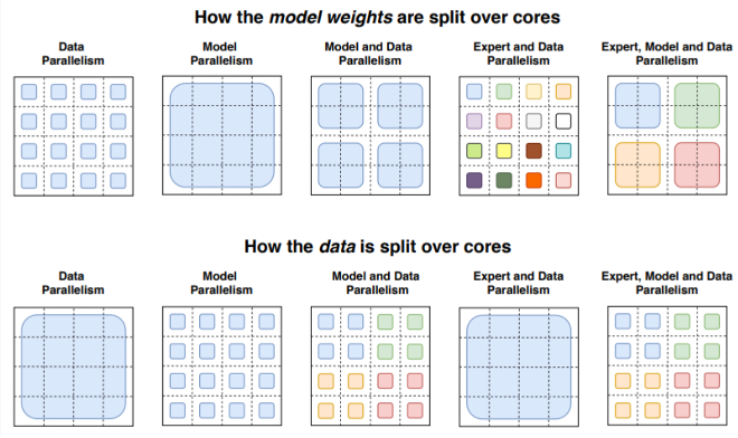 How the model weights are split over cores
Data
Parallelism
Model
Parallelism
Model and Data
Parallelism
Expert and Data
Parallelism
Expert, Model and Data
Parallelism
How the data is split over cores
Data
Parallelism
Model
Parallelism
Model and Data
Parallelism
Expert and Data
Parallelism
Expert, Model and Data
Parallelism